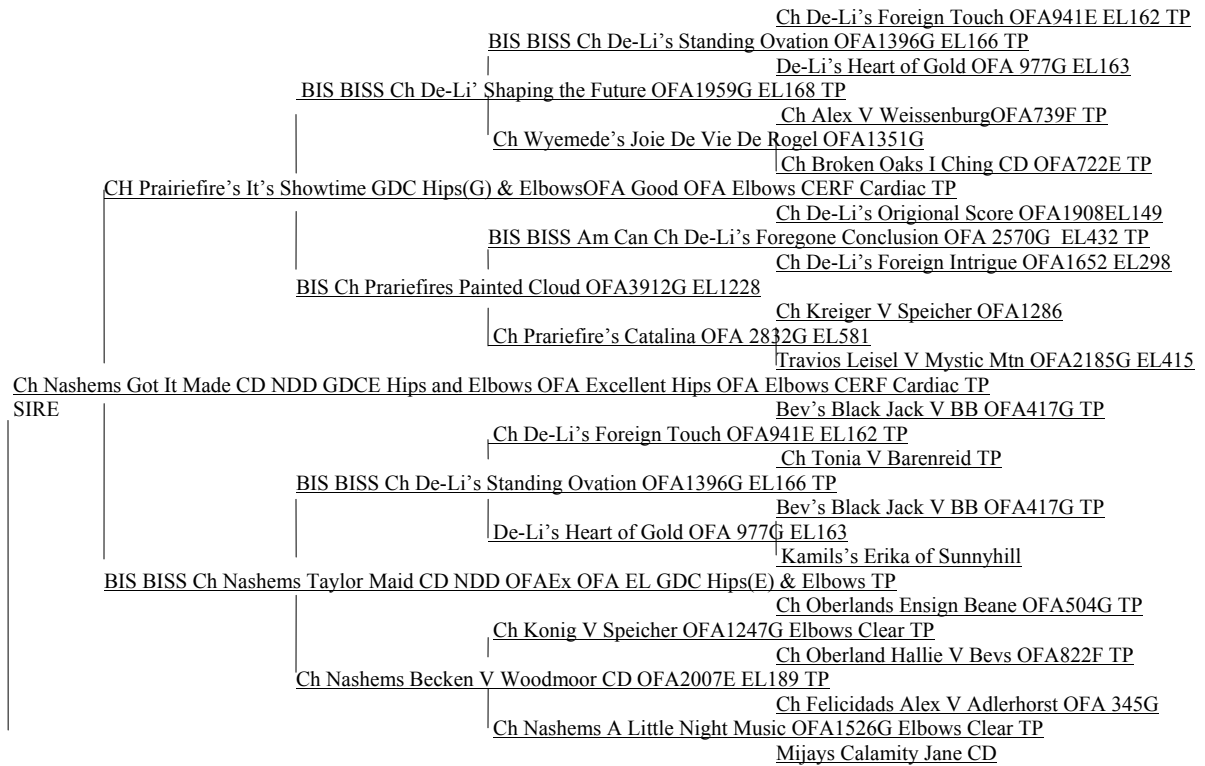 Ch De-Li’s Foreign Touch OFA941E EL162 TP
BIS BISS Ch De-Li’s Standing Ovation OFA1396G EL166 TP
De-Li’s Heart of Gold OFA 977G EL163
BIS BISS Ch De-Li’ Shaping the Future OFA1959G EL168 TP
Ch Alex V WeissenburgOFA739F TP
Ch Wyemede’s Joie De Vie De Rogel OFA1351G
Ch Broken Oaks I Ching CD OFA722E TP
CH Prairiefire’s It’s Showtime GDC Hips(G) & ElbowsOFA Good OFA Elbows CERF Cardiac TP
Ch De-Li’s Origional Score OFA1908EL149
BIS BISS Am Can Ch De-Li’s Foregone Conclusion OFA 2570G EL432 TP
Ch De-Li’s Foreign Intrigue OFA1652 EL298
BIS Ch Prariefires Painted Cloud OFA3912G EL1228
Ch Kreiger V Speicher OFA1286
Ch Prariefire’s Catalina OFA 2832G EL581
Travios Leisel V Mystic Mtn OFA2185G EL415
Ch Nashems Got It Made CD NDD GDCE Hips and Elbows OFA Excellent Hips OFA Elbows CERF Cardiac TP
SIRE
Bev’s Black Jack V BB OFA417G TP
Ch De-Li’s Foreign Touch OFA941E EL162 TP
Ch Tonia V Barenreid TP
BIS BISS Ch De-Li’s Standing Ovation OFA1396G EL166 TP
Bev’s Black Jack V BB OFA417G TP
De-Li’s Heart of Gold OFA 977G EL163
Kamils’s Erika of Sunnyhill
BIS BISS Ch Nashems Taylor Maid CD NDD OFAEx OFA EL GDC Hips(E) & Elbows TP
Ch Oberlands Ensign Beane OFA504G TP
Ch Konig V Speicher OFA1247G Elbows Clear TP
Ch Oberland Hallie V Bevs OFA822F TP
Ch Nashems Becken V Woodmoor CD OFA2007E EL189 TP
Ch Felicidads Alex V Adlerhorst OFA 345G
Ch Nashems A Little Night Music OFA1526G Elbows Clear TP
Mijays Calamity Jane CD